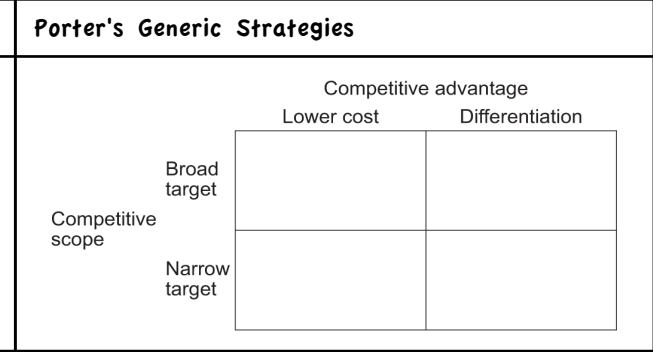 Porter's Generic Strategies
Competitive advantage
Lower cost Differentiation
Broad
target
Competitive
scope
Narrow
target